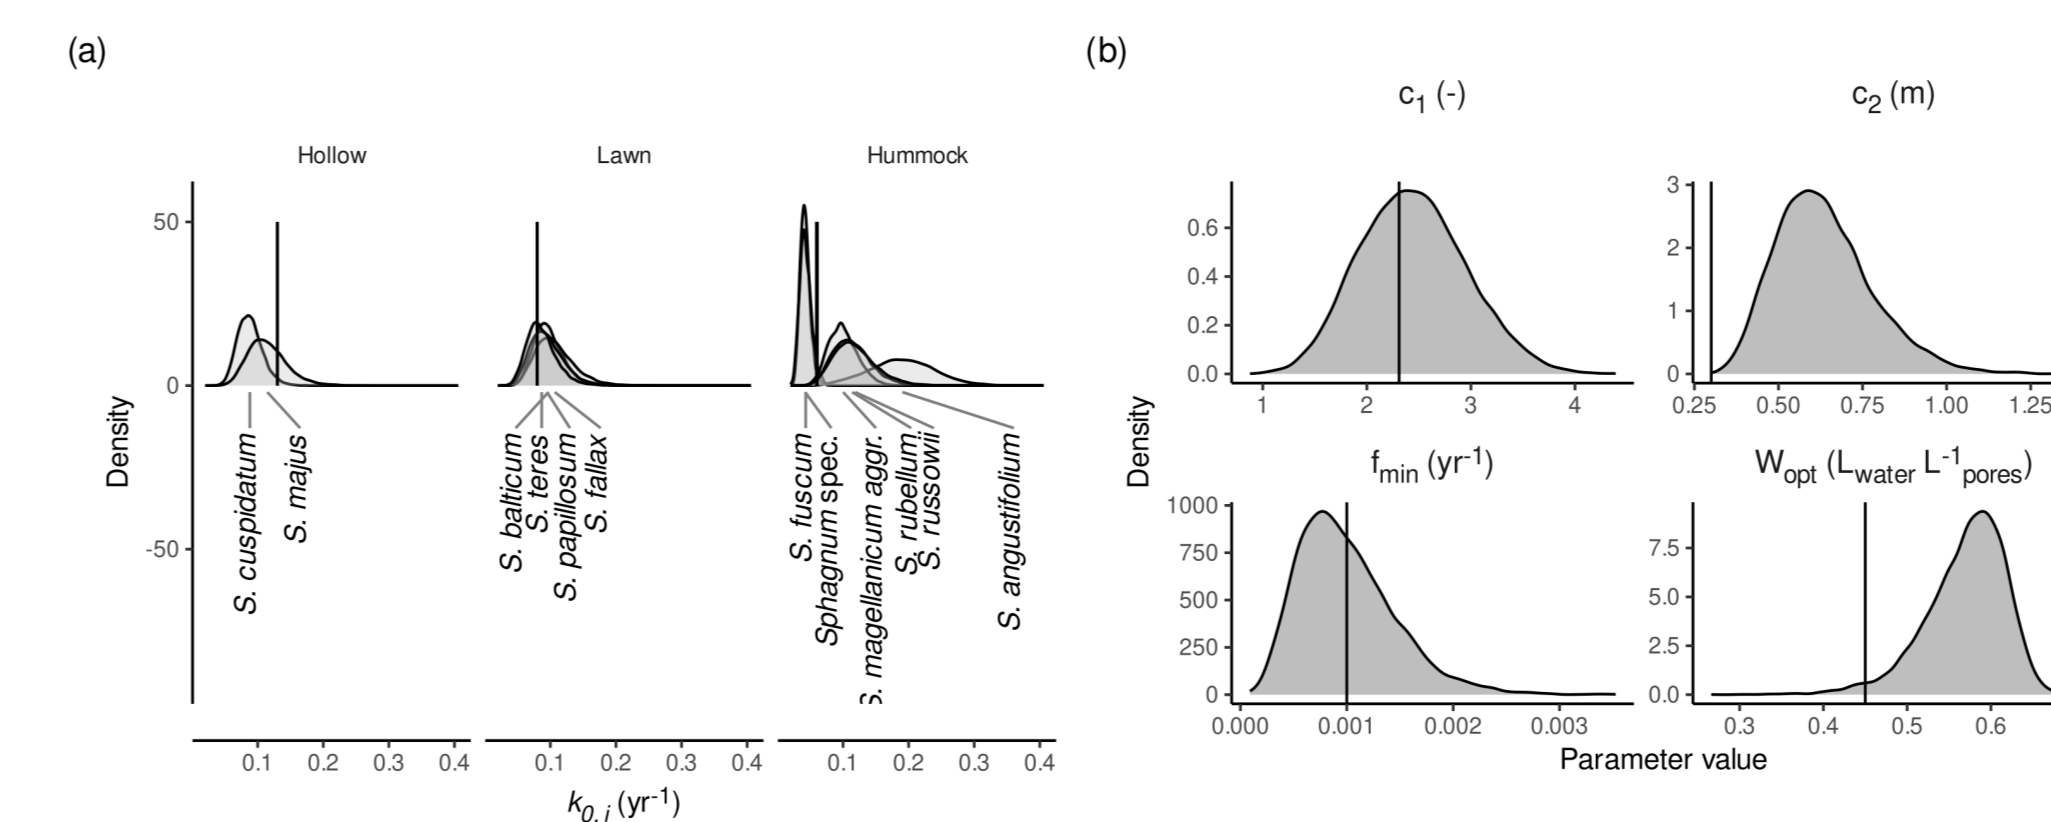 (a)
Hollow
Lawn
Hummock
Density
50
0
-50
S. cuspidatum
S. majus
S. balticum
S. teres
S. papillosum
S. fallax
S. fuscum
Sphagnum spec.
S. magellanicum aggr.
S. rubellum
S. russowii
S. angustifolium
0.1 0.2 0.3 0.4
0.1 0.2 0.3 0.4
0.1 0.2 0.3 0.4
k0, i (yr-1)
(b)
c1 (-)
0.6
0.4
0.2
0.0
1 2 3 4
c2 (m)
3
2
1
0
0.25 0.50 0.75 1.00 1.25
Density
fmin (yr-1)
1000
750
500
250
0
0.000 0.001 0.002 0.003
Wopt (Lwater L-1pores)
7.5
5.0
2.5
0.0
0.3 0.4 0.5 0.6
Parameter value